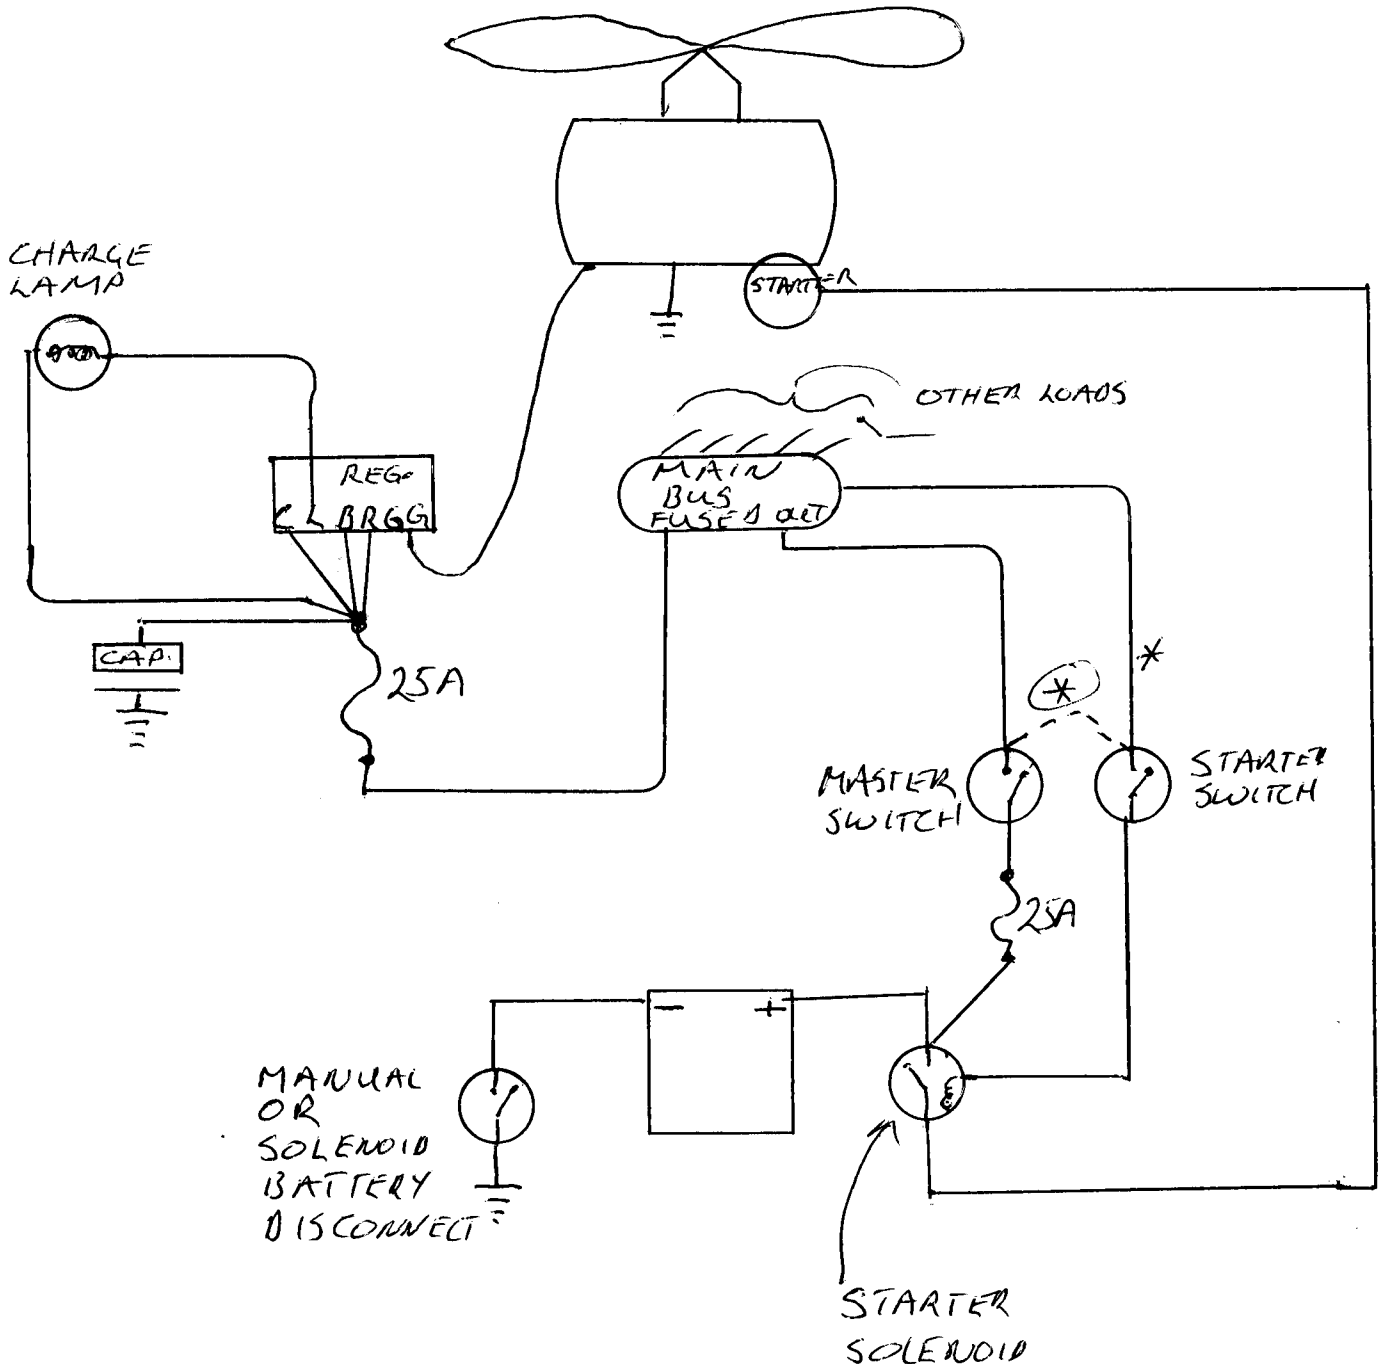 CHARGE
LAMP
STARTER
OTHER LOADS
REG.
C L B R G G
MAIN
BUS
FUSED OUT
CAP.
25A
*
*
MASTER
SWITCH
STARTER
SWITCH
25A
- +
MANUAL
OR
SOLENOID
BATTERY
DISCONNECT
STARTER
SOLENOID